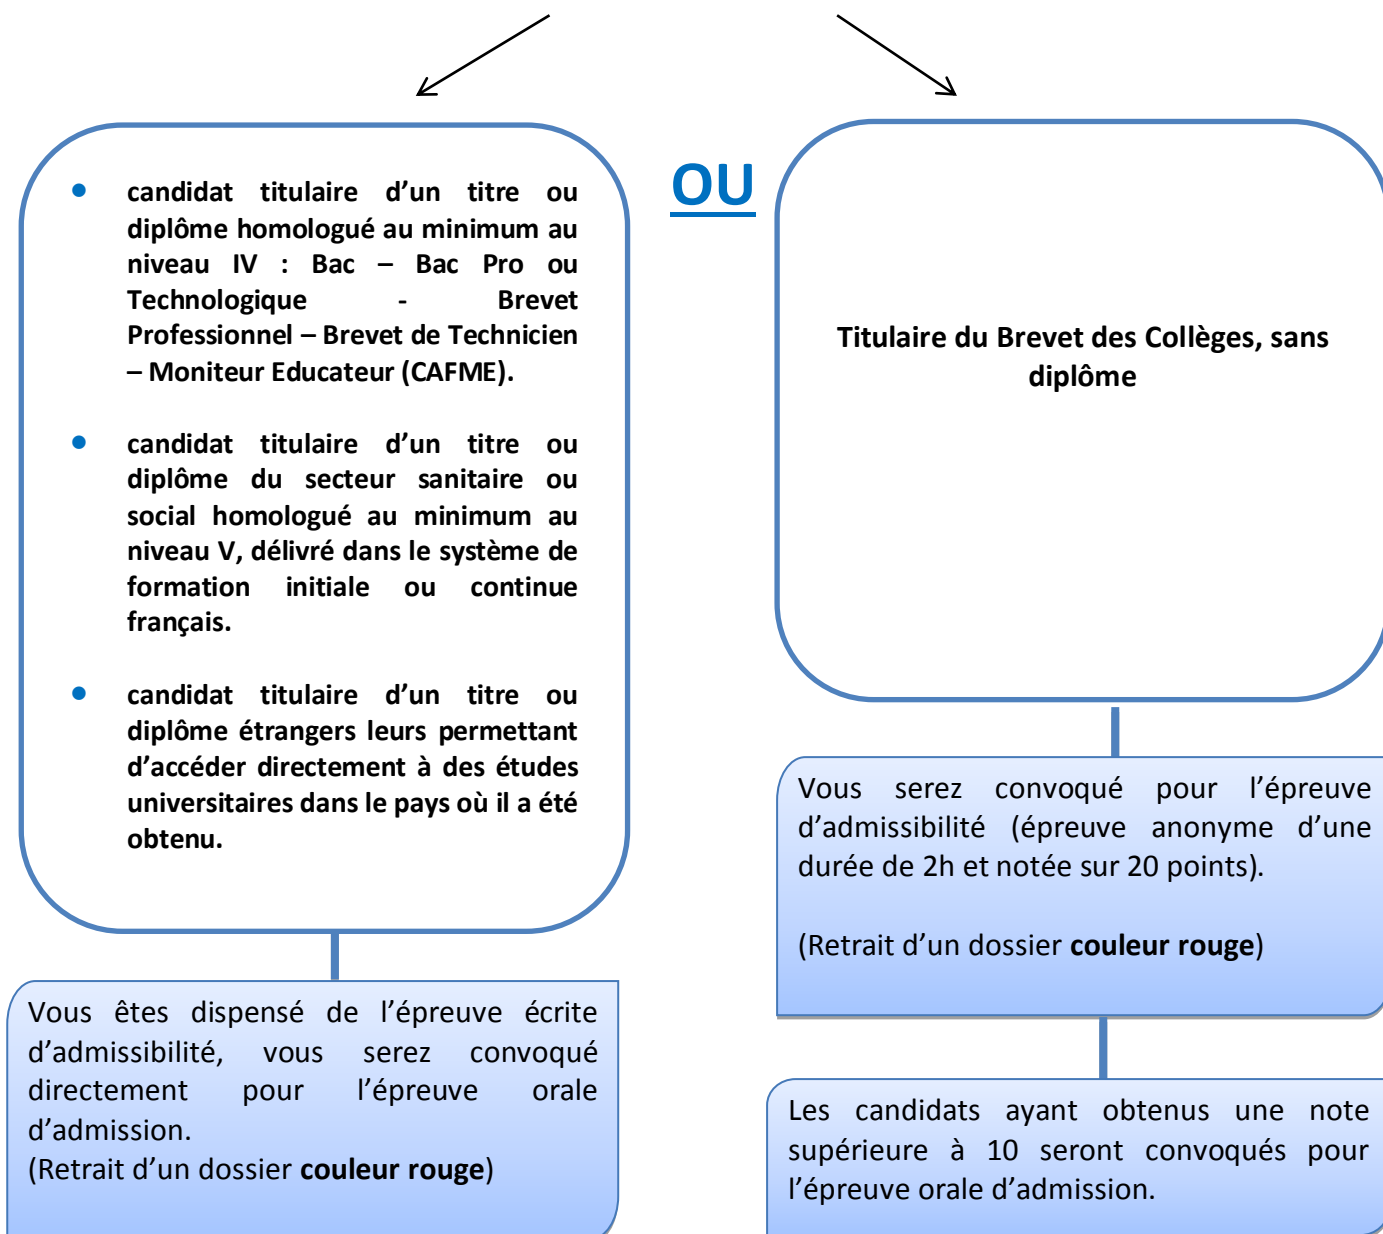 candidat titulaire d’un titre ou
diplôme homologué au minimum au
niveau IV : Bac – Bac Pro ou
Technologique - Brevet
Professionnel – Brevet de Technicien
– Moniteur Educateur (CAFME).
candidat titulaire d’un titre ou
diplôme du secteur sanitaire ou
social homologué au minimum au
niveau V, délivré dans le système de
formation initiale ou continue
français.
candidat titulaire d’un titre ou
diplôme étrangers leurs permettant
d’accéder directement à des études
universitaires dans le pays où il a été
obtenu.
Vous êtes dispensé de l’épreuve écrite
d’admissibilité, vous serez convoqué
directement pour l’épreuve orale
d’admission.
(Retrait d’un dossier couleur rouge)
OU
Titulaire du Brevet des Collèges, sans
diplôme
Vous serez convoqué pour l’épreuve
d’admissibilité (épreuve anonyme d’une
durée de 2h et notée sur 20 points).
(Retrait d’un dossier couleur rouge)
Les candidats ayant obtenus une note
supérieure à 10 seront convoqués pour
l’épreuve orale d’admission.